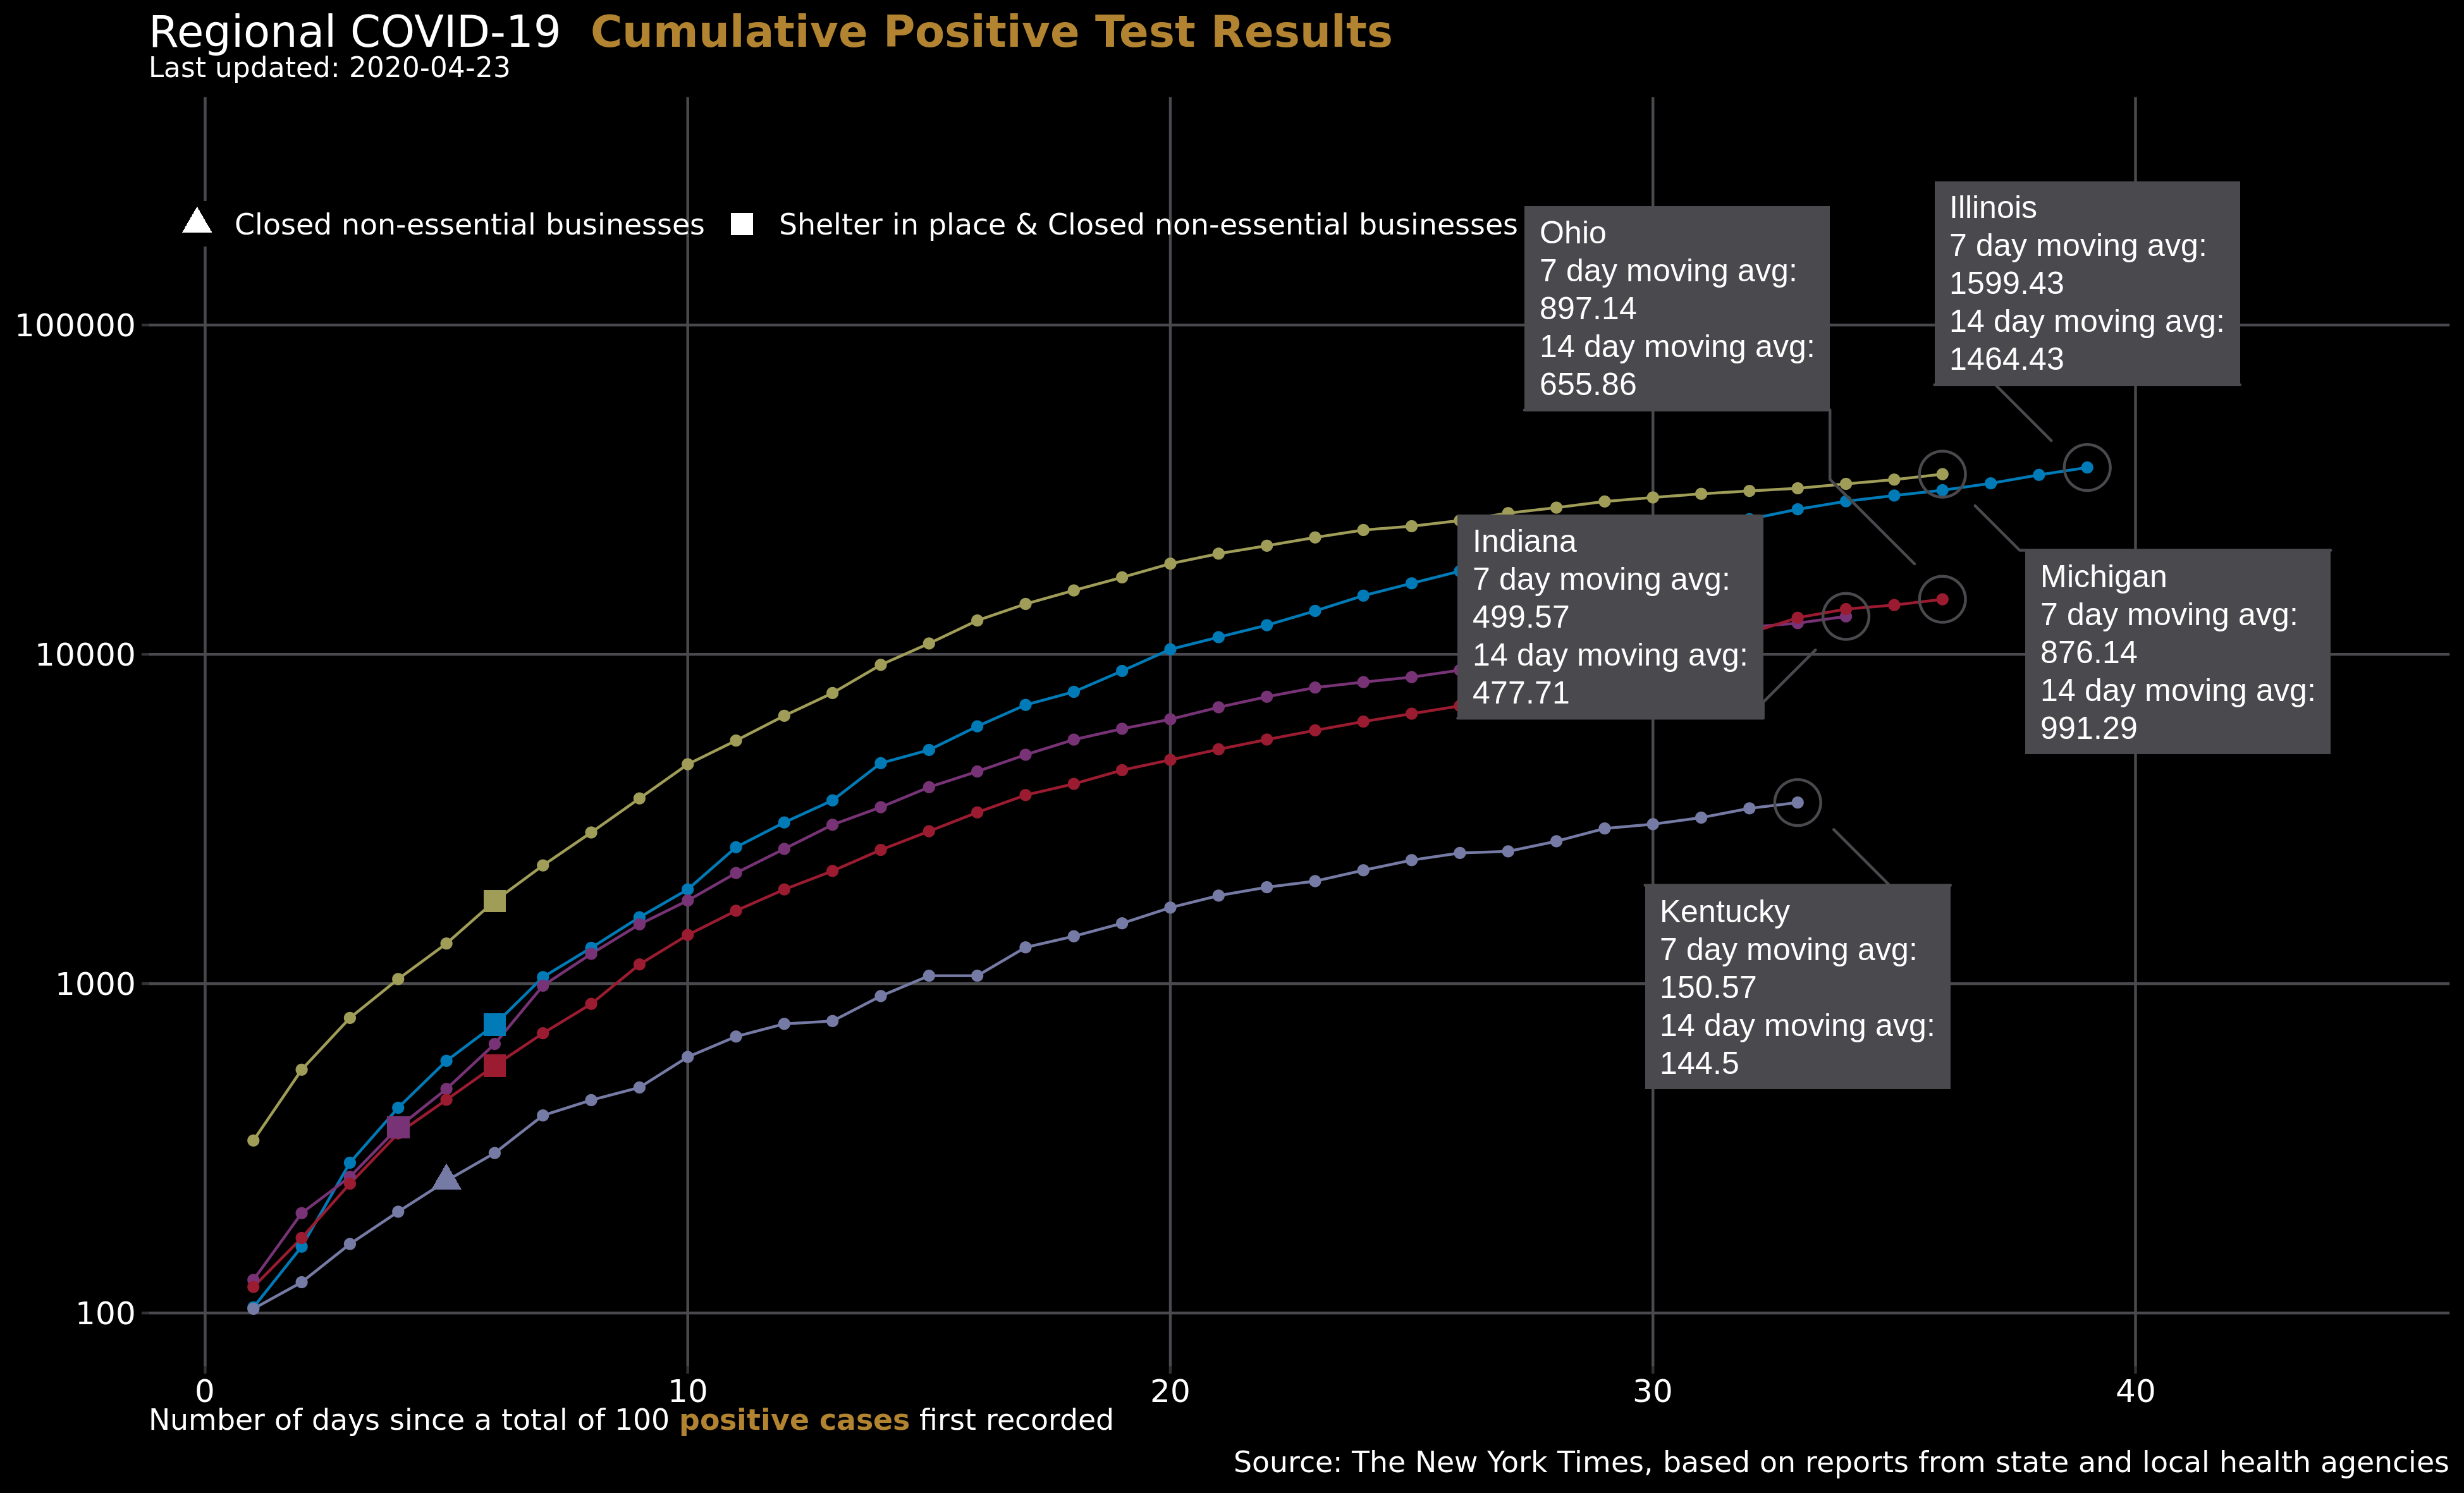 Regional COVID-19 Cumulative Positive Test Results
Last updated: 2020-04-23
Closed non-essential businesses Shelter in place & Closed non-essential businesses
Ohio
7 day moving avg:
897.14
14 day moving avg:
655.86
Illinois
7 day moving avg:
1599.43
14 day moving avg:
1464.43
Indiana
7 day moving avg:
499.57
14 day moving avg:
477.71
Michigan
7 day moving avg:
876.14
14 day moving avg:
991.29
Kentucky
7 day moving avg:
150.57
14 day moving avg:
144.5
100000
10000
1000
100
0 10 20 30 40
Number of days since a total of 100 positive cases first recorded
Source: The New York Times, based on reports from state and local health agencies